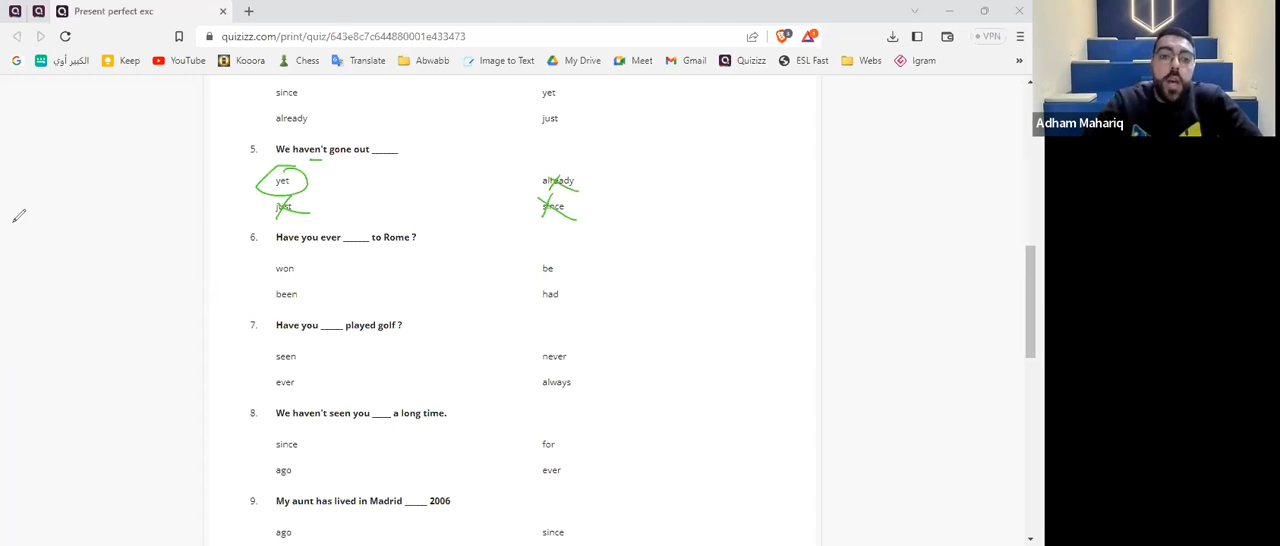 Present perfect exc
quizizz.com/print/quiz/643e8c7c644880001e433473
VPN
الكبير أوي
Keep
YouTube
Kooora
Chess
Translate
Abwabb
Image to Text
My Drive
Meet
Gmail
Quizizz
ESL Fast
Webs
Igram
»
since yet
already just
5. We haven't gone out ______
yet already
just since
6. Have you ever ______ to Rome ?
won be
been had
7. Have you _____ played golf ?
seen never
ever always
8. We haven't seen you ____ a long time.
since for
ago ever
9. My aunt has lived in Madrid _____ 2006
ago since
Adham Mahariq